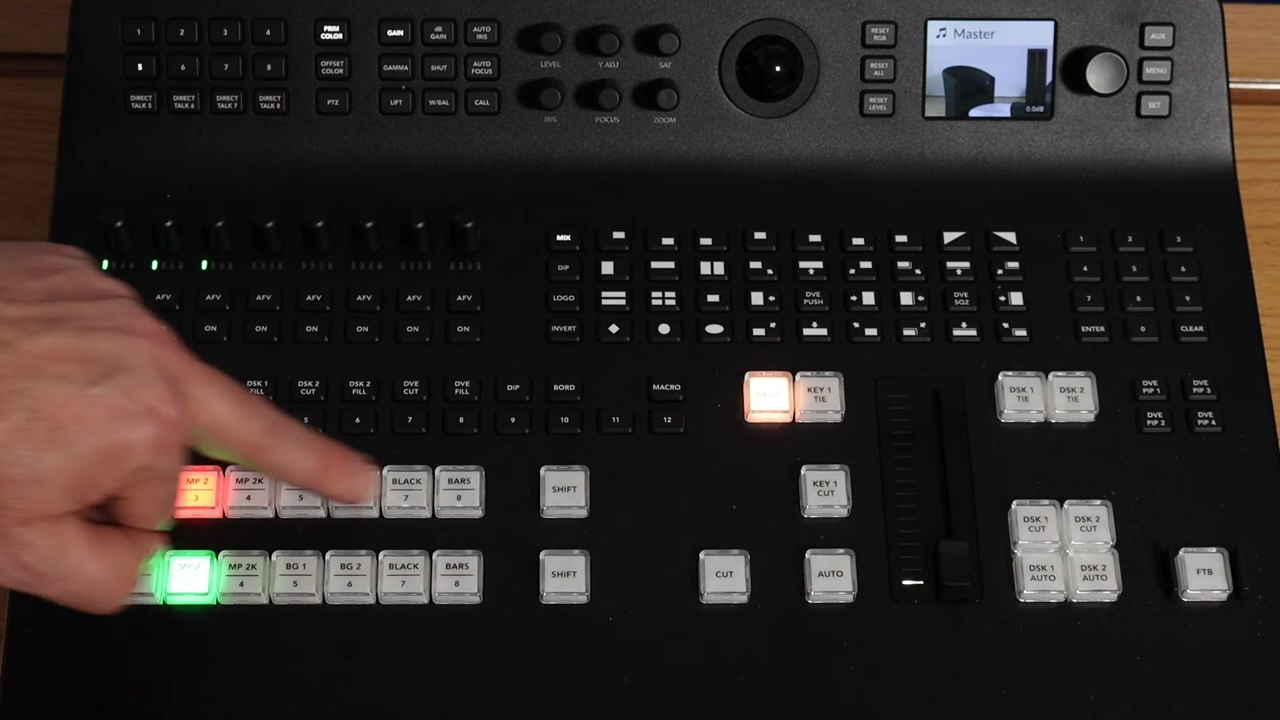 1 2 3 4 PRIM COLOR GAIN dB GAIN AUTO IRIS
LEVEL Y ADJ SAT
RESET RGB
Master
AUX
5 6 7 8 OFFSET COLOR GAMMA SHUT AUTO FOCUS
RESET ALL
MENU
DIRECT TALK 5 DIRECT TALK 6 DIRECT TALK 7 DIRECT TALK 8 PTZ LIFT W/BAL CALL
IRIS FOCUS ZOOM
RESET LEVEL
0.0dB
SET
MIX
1 2 3
DIP
4 5 6
AFV AFV AFV AFV AFV AFV AFV
LOGO DVE PUSH DVE SQZ
7 8 9
ON ON ON ON ON ON
INVERT
ENTER 0 CLEAR
DSK 1 FILL DSK 2 CUT DSK 2 FILL DVE CUT DVE FILL DIP BORD MACRO
KEY 1 TIE
DSK 1 TIE DSK 2 TIE
DVE PIP 1 DVE PIP 3
5 6 7 8 9 10 11 12
DVE PIP 2 DVE PIP 4
MP 2 3 MP 2K 4 5 BLACK 7 BARS 8
SHIFT
KEY 1 CUT
DSK 1 CUT DSK 2 CUT
MP 2 MP 2K 4 BG 1 5 BG 2 6 BLACK 7 BARS 8
SHIFT
CUT
AUTO
DSK 1 AUTO DSK 2 AUTO
FTB